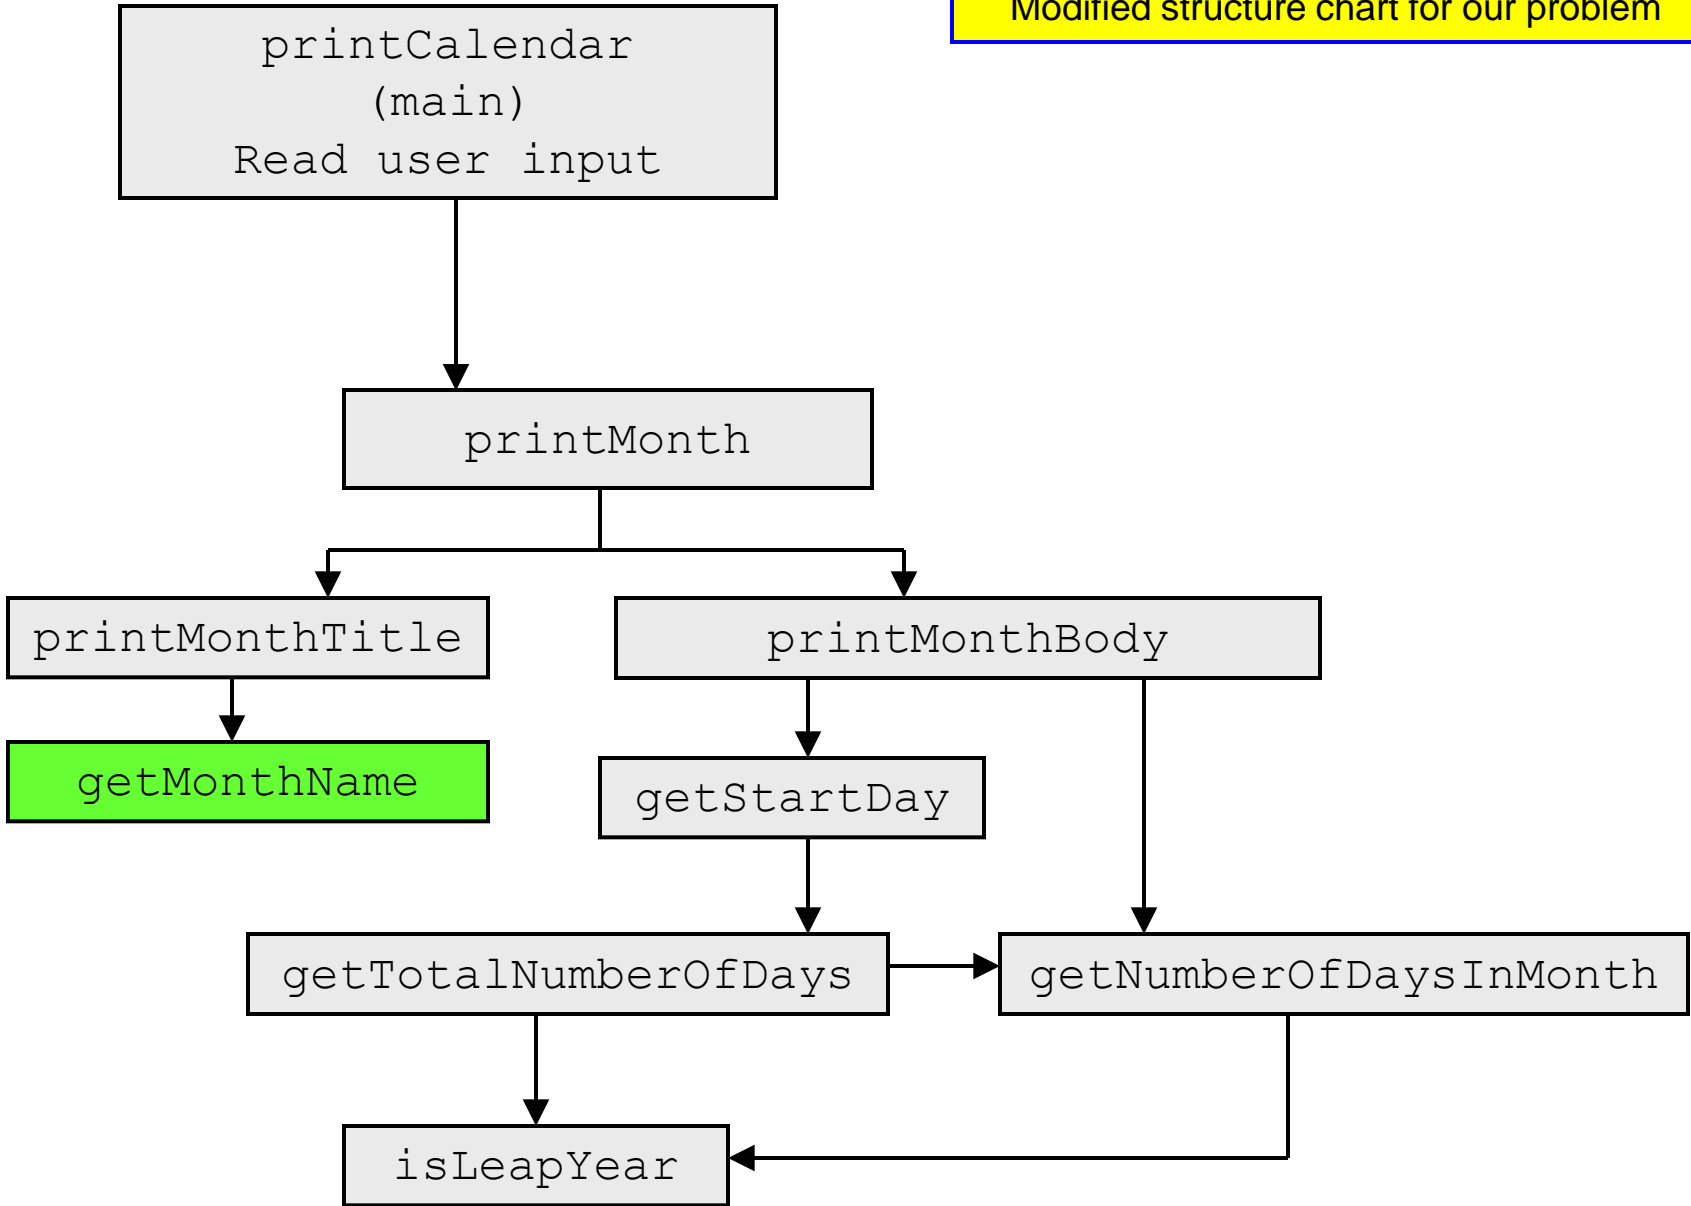 Modified structure chart for our problem
printCalendar
(main)
Read user input
printMonth
printMonthTitle
printMonthBody
getMonthName
getStartDay
getTotalNumberOfDays
getNumberOfDaysInMonth
isLeapYear